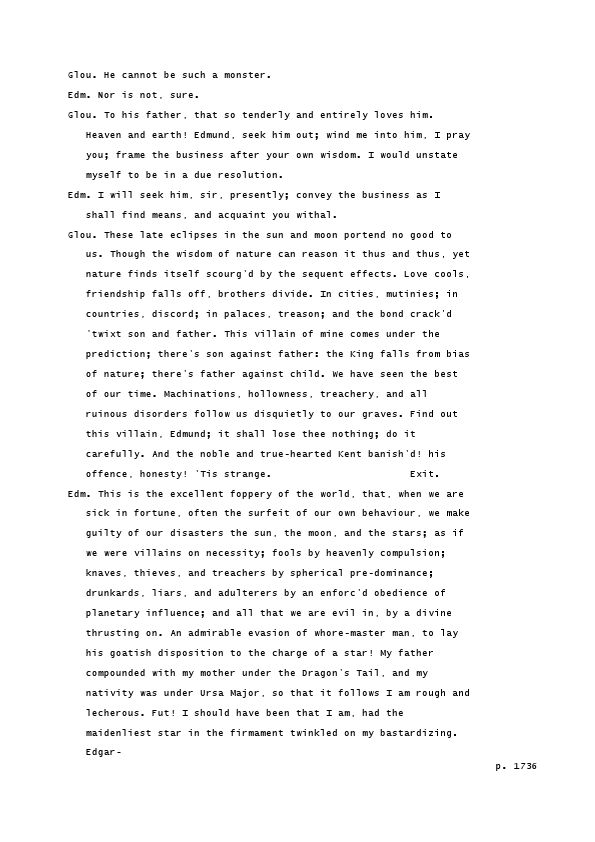 Glou. He cannot be such a monster.
Edm. Nor is not, sure.
Glou. To his father, that so tenderly and entirely loves him.
Heaven and earth! Edmund, seek him out; wind me into him, I pray
you; frame the business after your own wisdom. I would unstate
myself to be in a due resolution.
Edm. I will seek him, sir, presently; convey the business as I
shall find means, and acquaint you withal.
Glou. These late eclipses in the sun and moon portend no good to
us. Though the wisdom of nature can reason it thus and thus, yet
nature finds itself scourg'd by the sequent effects. Love cools,
friendship falls off, brothers divide. In cities, mutinies; in
countries, discord; in palaces, treason; and the bond crack'd
'twixt son and father. This villain of mine comes under the
prediction; there's son against father: the King falls from bias
of nature; there's father against child. We have seen the best
of our time. Machinations, hollowness, treachery, and all
ruinous disorders follow us disquietly to our graves. Find out
this villain, Edmund; it shall lose thee nothing; do it
carefully. And the noble and true-hearted Kent banish'd! his
offence, honesty! 'Tis strange. Exit.
Edm. This is the excellent foppery of the world, that, when we are
sick in fortune, often the surfeit of our own behaviour, we make
guilty of our disasters the sun, the moon, and the stars; as if
we were villains on necessity; fools by heavenly compulsion;
knaves, thieves, and treachers by spherical pre-dominance;
drunkards, liars, and adulterers by an enforc'd obedience of
planetary influence; and all that we are evil in, by a divine
thrusting on. An admirable evasion of whore-master man, to lay
his goatish disposition to the charge of a star! My father
compounded with my mother under the Dragon's Tail, and my
nativity was under Ursa Major, so that it follows I am rough and
lecherous. Fut! I should have been that I am, had the
maidenliest star in the firmament twinkled on my bastardizing.
Edgar-
p. 1736